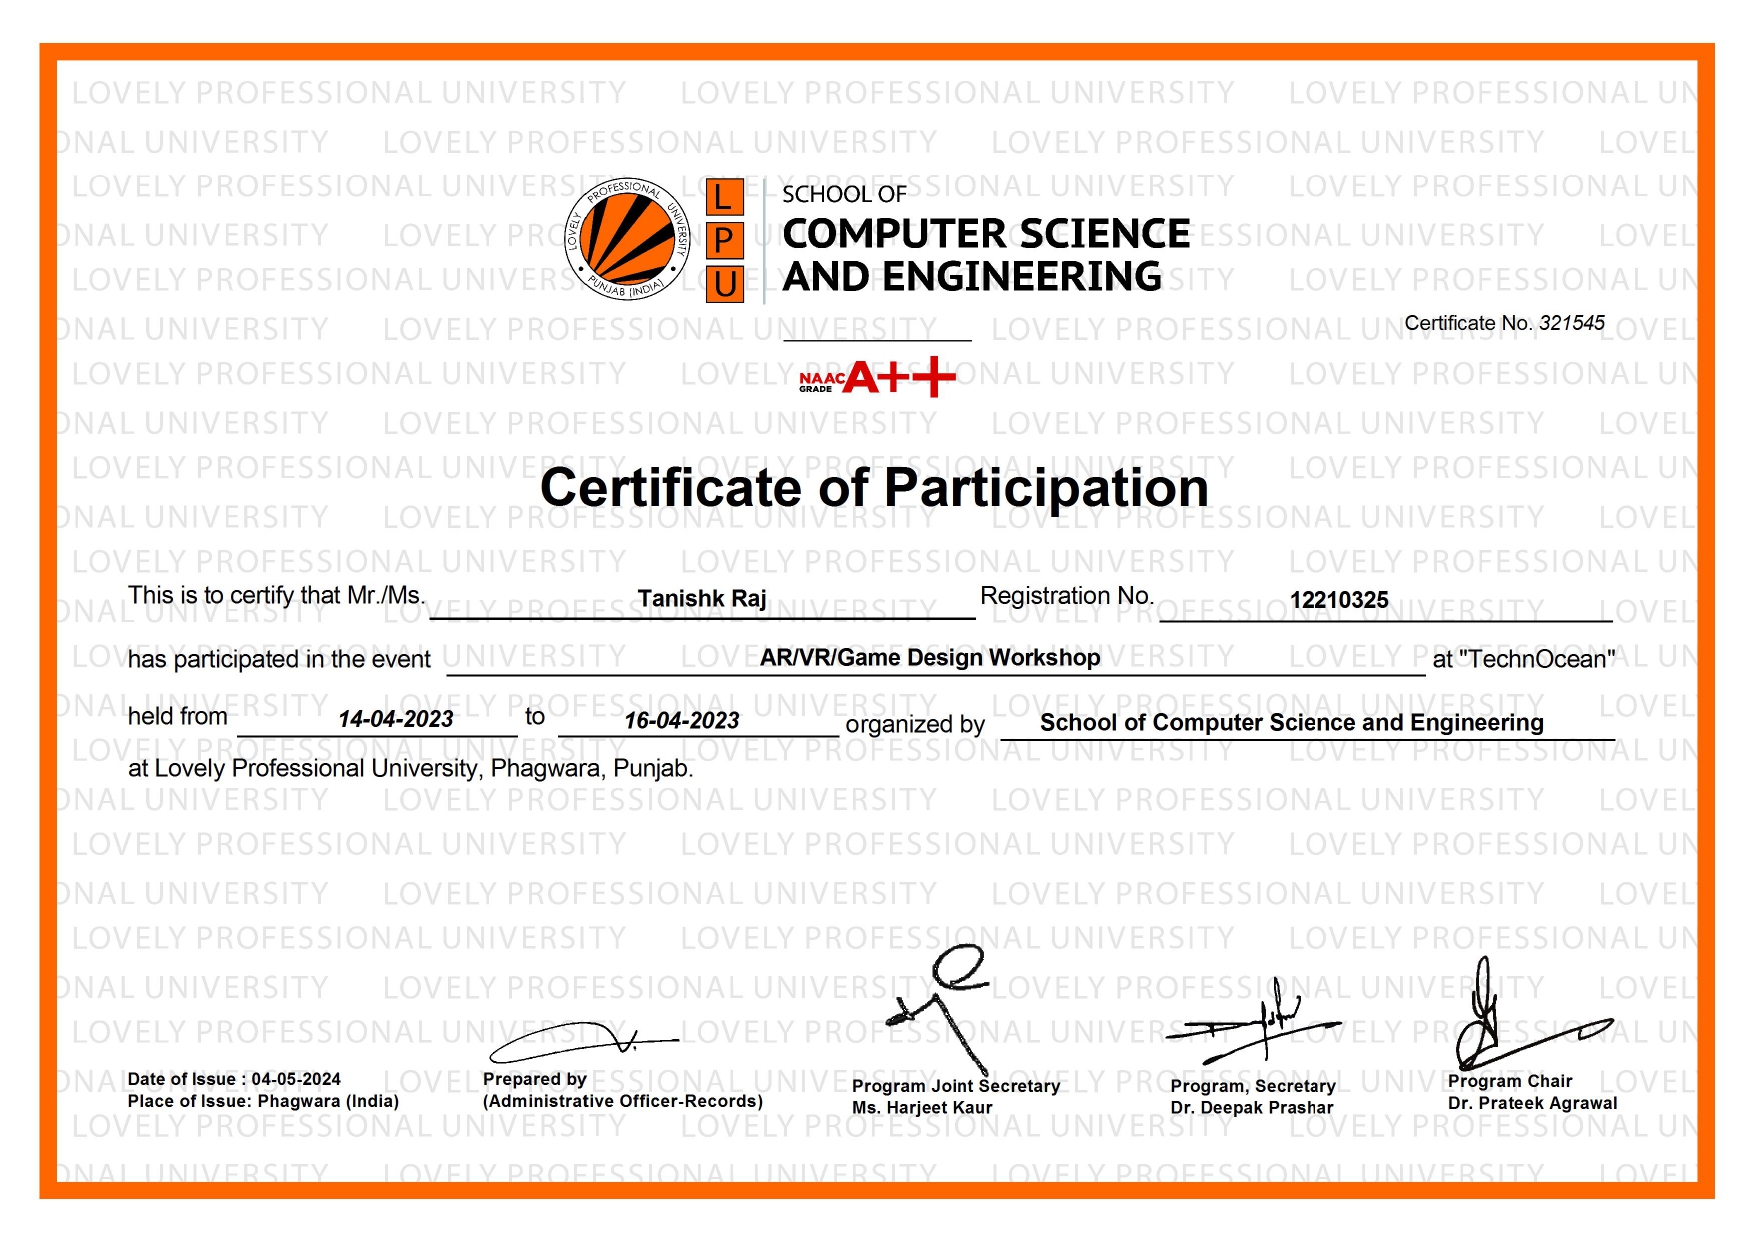 LOVELY PROFESSIONAL UNIVERSITY
PUNJAB (INDIA)
L
P
U
SCHOOL OF
COMPUTER SCIENCE
AND ENGINEERING
Certificate No. 321545
NAAC
GRADE A++
Certificate of Participation
This is to certify that Mr./Ms. Tanishk Raj Registration No. 12210325
has participated in the event AR/VR/Game Design Workshop at "TechnOcean"
held from 14-04-2023 to 16-04-2023 organized by School of Computer Science and Engineering
at Lovely Professional University, Phagwara, Punjab.
Date of Issue : 04-05-2024
Place of Issue: Phagwara (India)
Prepared by
(Administrative Officer-Records)
Program Joint Secretary
Ms. Harjeet Kaur
Program, Secretary
Dr. Deepak Prashar
Program Chair
Dr. Prateek Agrawal